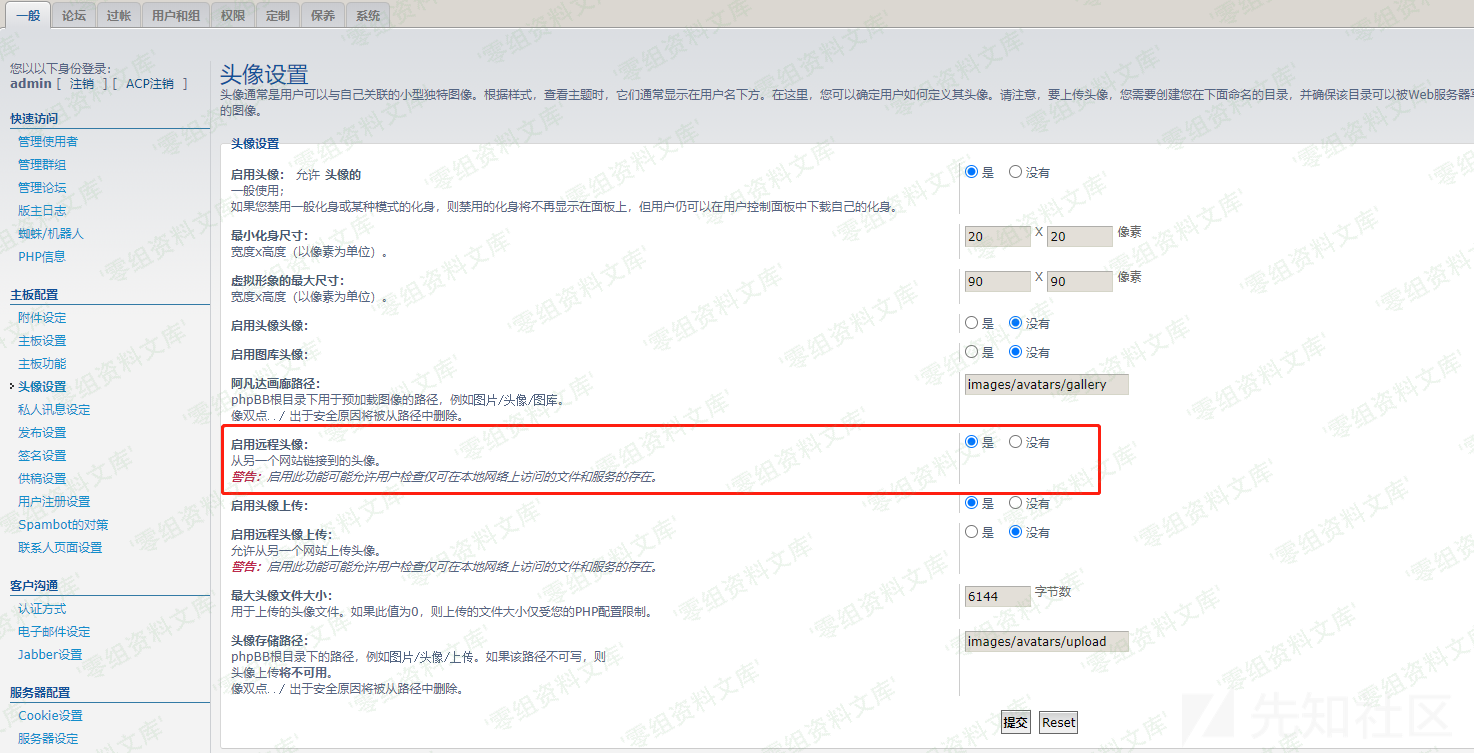 一般 论坛 过帐 用户和组 权限 定制 保养 系统
您以以下身份登录:
admin [ 注销 ] [ ACP注销 ]
快速访问
管理使用者
管理群组
管理论坛
版主日志
蜘蛛/机器人
PHP信息
主板配置
附件设定
主板设置
主板功能
头像设置
私人讯息设定
发布设置
签名设置
供稿设置
用户注册设置
Spambot的对策
联系人页面设置
客户沟通
认证方式
电子邮件设定
Jabber设置
服务器配置
Cookie设置
服务器设定
头像设置
头像通常是用户可以与自己关联的小型独特图像。根据样式，查看主题时，它们通常显示在用户名下方。在这里，您可以确定用户如何定义其头像。请注意，要上传头像，您需要创建您在下面命名的目录，并确保该目录可以被Web服务器写
的图像。
头像设置
启用头像： 允许 头像的
一般使用；
如果您禁用一般化身或某种模式的化身，则禁用的化身将不再显示在面板上，但用户仍可以在用户控制面板中下载自己的化身。
是 没有
最小化身尺寸：
宽度x高度（以像素为单位）。
20 X 20 像素
虚拟形象的最大尺寸：
宽度x高度（以像素为单位）。
90 X 90 像素
启用头像头像： 是 没有
启用图库头像： 是 没有
阿凡达画廊路径：
phpBB根目录下用于预加载图像的路径，例如图片/头像/图库。
像双点../ 出于安全原因将被从路径中删除。
images/avatars/gallery
启用远程头像：
从另一个网站链接到的头像。
警告：启用此功能可能允许用户检查仅可在本地网络上访问的文件和服务的存在。
是 没有
启用头像上传： 是 没有
启用远程头像上传：
允许从另一个网站上传头像。
警告：启用此功能可能允许用户检查仅可在本地网络上访问的文件和服务的存在。
是 没有
最大头像文件大小：
用于上传的头像文件。如果此值为0，则上传的文件大小仅受您的PHP配置限制。
6144 字节数
头像存储路径：
phpBB根目录下的路径，例如图片/头像/上传。如果该路径不可写，则
头像上传将不可用。
像双点../ 出于安全原因将被从路径中删除。
images/avatars/upload
提交 Reset
零组资料文库
先知社区